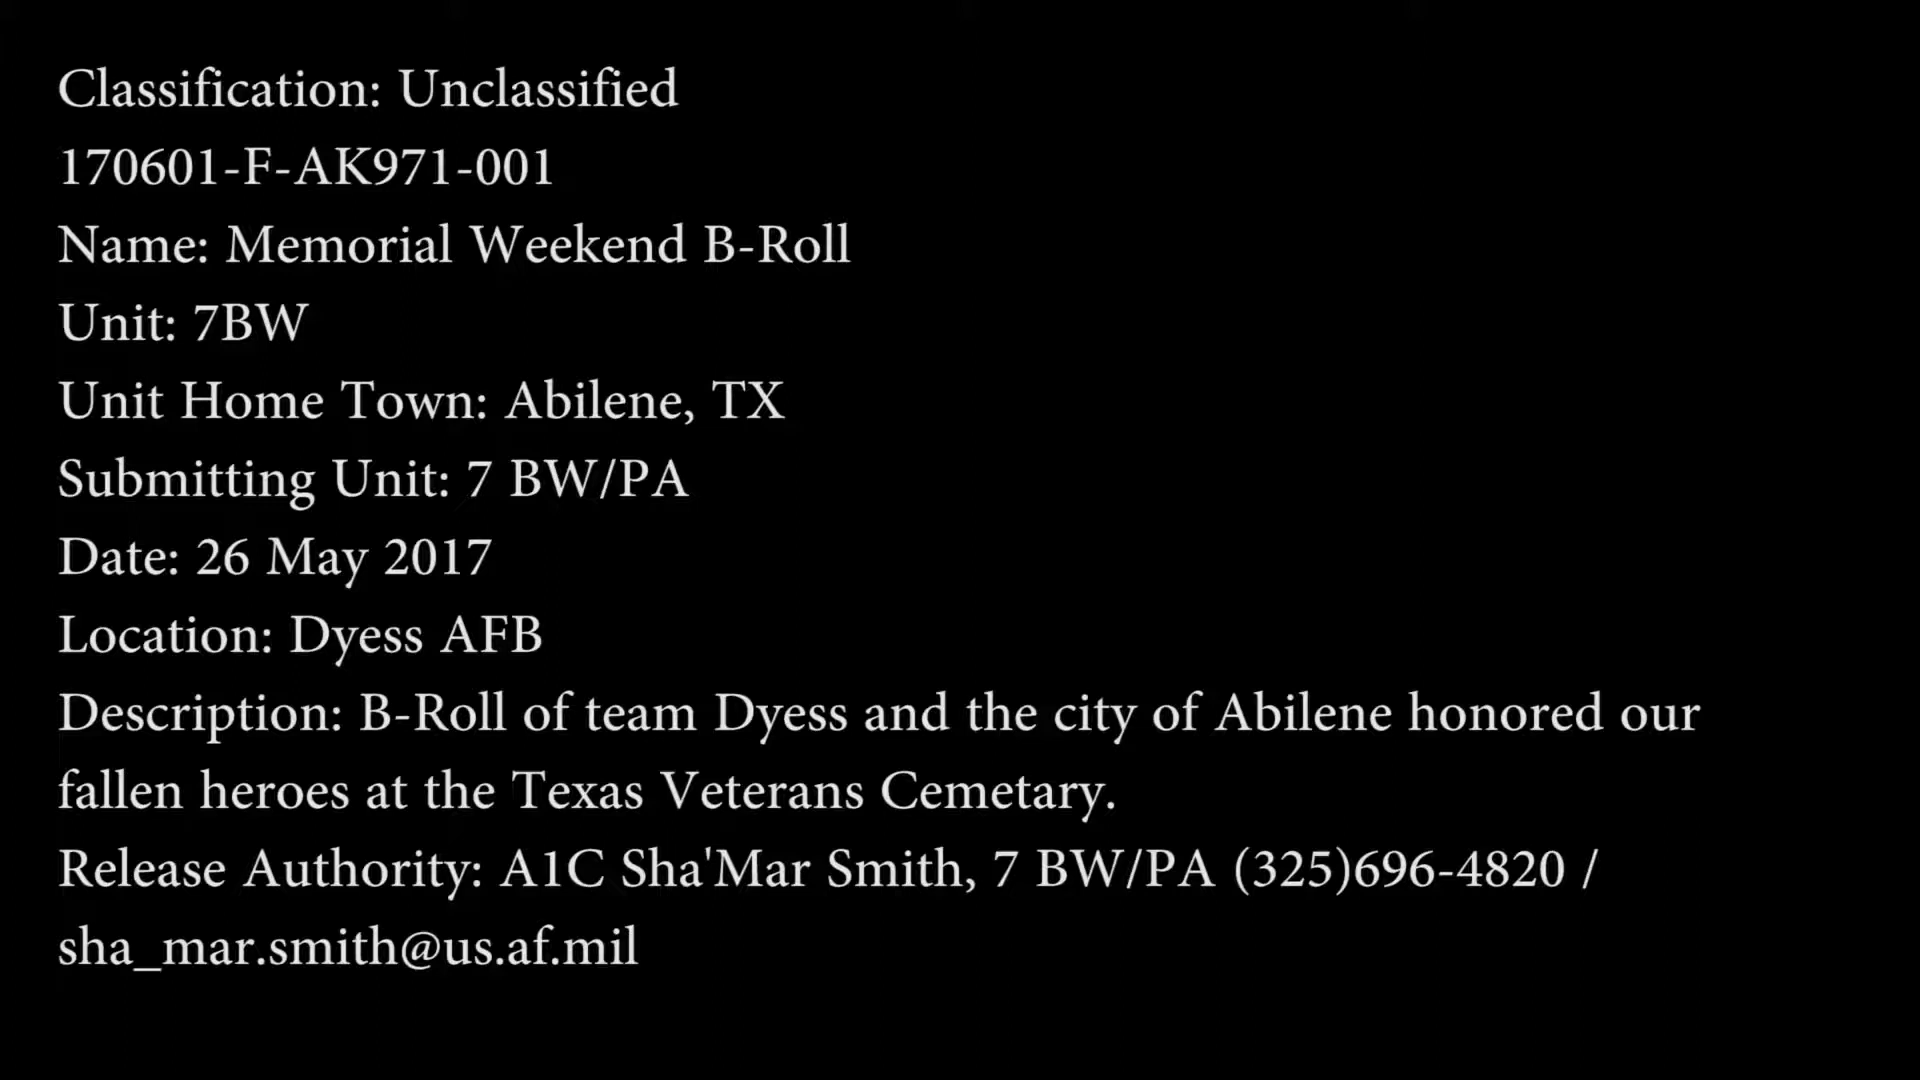 Classification: Unclassified
170601-F-AK971-001
Name: Memorial Weekend B-Roll
Unit: 7BW
Unit Home Town: Abilene, TX
Submitting Unit: 7 BW/PA
Date: 26 May 2017
Location: Dyess AFB
Description: B-Roll of team Dyess and the city of Abilene honored our
fallen heroes at the Texas Veterans Cemetary.
Release Authority: A1C Sha'Mar Smith, 7 BW/PA (325)696-4820 /
sha_mar.smith@us.af.mil